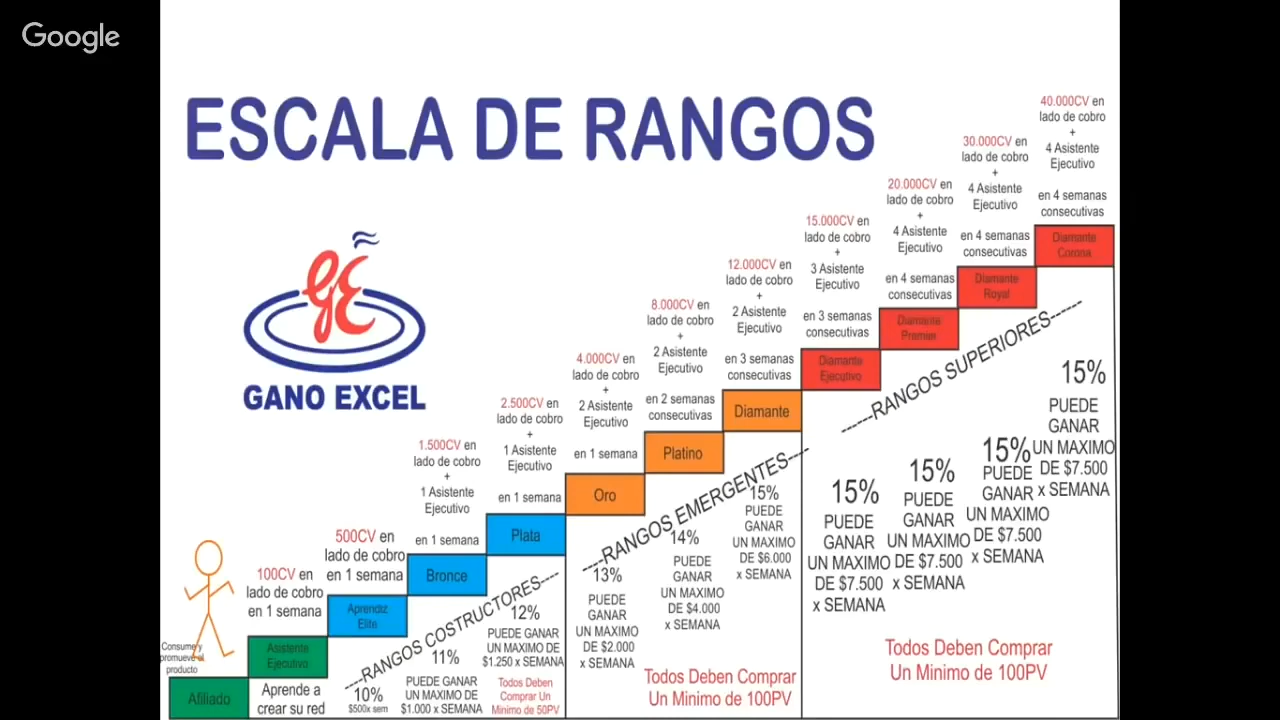 Google
ESCALA DE RANGOS
GANO EXCEL
Consume y
promueve al
producto
Afiliado
100CV en
lado de cobro
en 1 semana
Asistente
Ejecutivo
Aprende a
crear su red
500CV en
lado de cobro
en 1 semana
Aprendiz
Elite
10%
$500x sem
1.500CV en
lado de cobro
+
1 Asistente
Ejecutivo
en 1 semana
Bronce
11%
PUEDE GANAR
UN MAXIMO DE
$1.000 x SEMANA
2.500CV en
lado de cobro
+
1 Asistente
Ejecutivo
en 1 semana
Plata
12%
PUEDE GANAR
UN MAXIMO DE
$1.250 x SEMANA
Todos Deben
Comprar Un
Minimo de 50PV
-----RANGOS COSTRUCTORES----
4.000CV en
lado de cobro
+
2 Asistente
Ejecutivo
en 1 semana
Oro
13%
PUEDE
GANAR
UN MAXIMO
DE $2.000
x SEMANA
8.000CV en
lado de cobro
+
2 Asistente
Ejecutivo
en 2 semanas
consecutivas
Platino
14%
PUEDE
GANAR
UN MAXIMO
DE $4.000
x SEMANA
12.000CV en
lado de cobro
+
2 Asistente
Ejecutivo
en 3 semanas
consecutivas
Diamante
15%
PUEDE
GANAR
UN MAXIMO
DE $6.000
x SEMANA
-----RANGOS EMERGENTES-----
Todos Deben Comprar
Un Minimo de 100PV
15.000CV en
lado de cobro
+
3 Asistente
Ejecutivo
en 3 semanas
consecutivas
Diamante
Ejecutivo
15%
PUEDE
GANAR
UN MAXIMO
DE $7.500
x SEMANA
20.000CV en
lado de cobro
+
4 Asistente
Ejecutivo
en 4 semanas
consecutivas
Diamante
Premier
15%
PUEDE
GANAR
UN MAXIMO
DE $7.500
x SEMANA
30.000CV en
lado de cobro
+
4 Asistente
Ejecutivo
en 4 semanas
consecutivas
Diamante
Royal
15%
PUEDE
GANAR
UN MAXIMO
DE $7.500
x SEMANA
40.000CV en
lado de cobro
+
4 Asistente
Ejecutivo
en 4 semanas
consecutivas
Diamante
Corona
15%
PUEDE
GANAR
UN MAXIMO
DE $7.500
x SEMANA
------RANGOS SUPERIORES------
Todos Deben Comprar
Un Minimo de 100PV